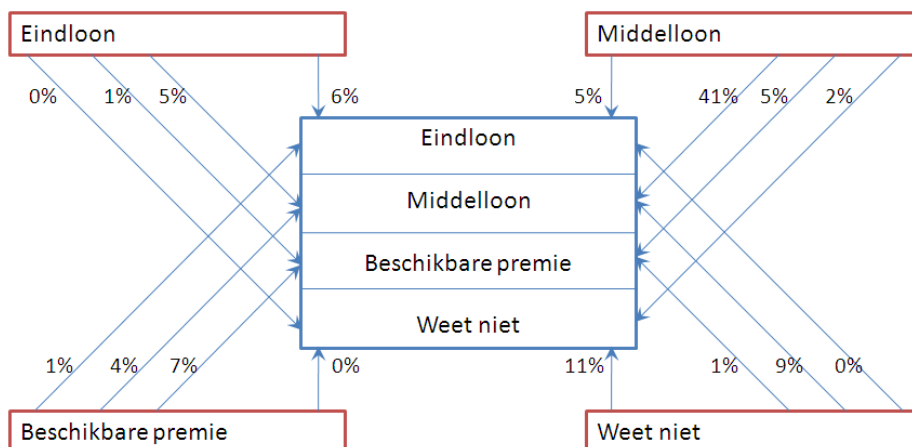 Eindloon
Middelloon
0% 1% 5% 6% 5% 41% 5% 2%
Eindloon
Middelloon
Beschikbare premie
Weet niet
1% 4% 7% 0% 11% 1% 9% 0%
Beschikbare premie
Weet niet